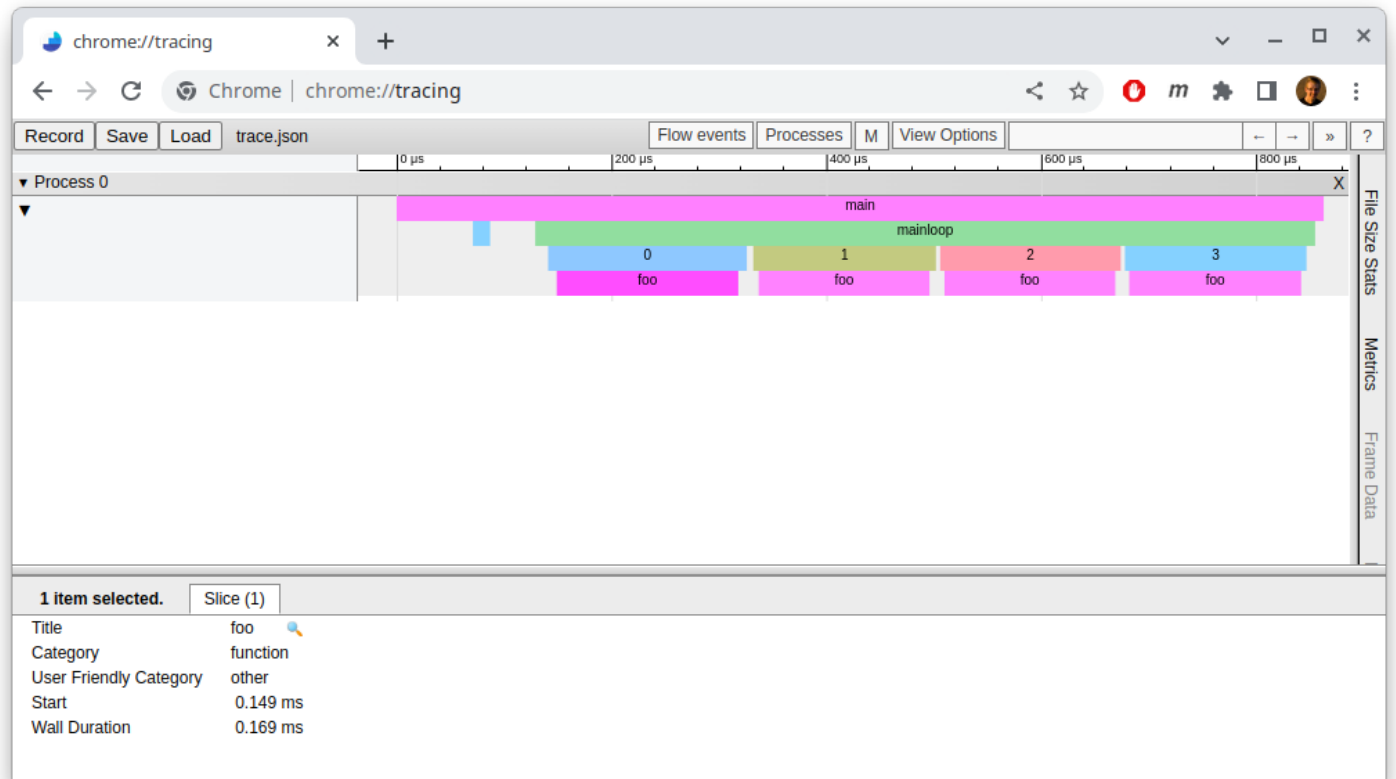 chrome://tracing
Chrome | chrome://tracing
m
Record Save Load trace.json Flow events Processes M View Options ← → » ?
0 µs 200 µs 400 µs 600 µs 800 µs
▾ Process 0 X
▼
main
mainloop
0 1 2 3
foo foo foo foo
File Size Stats
Metrics
Frame Data
1 item selected. Slice (1)
Title foo
Category function
User Friendly Category other
Start 0.149 ms
Wall Duration 0.169 ms